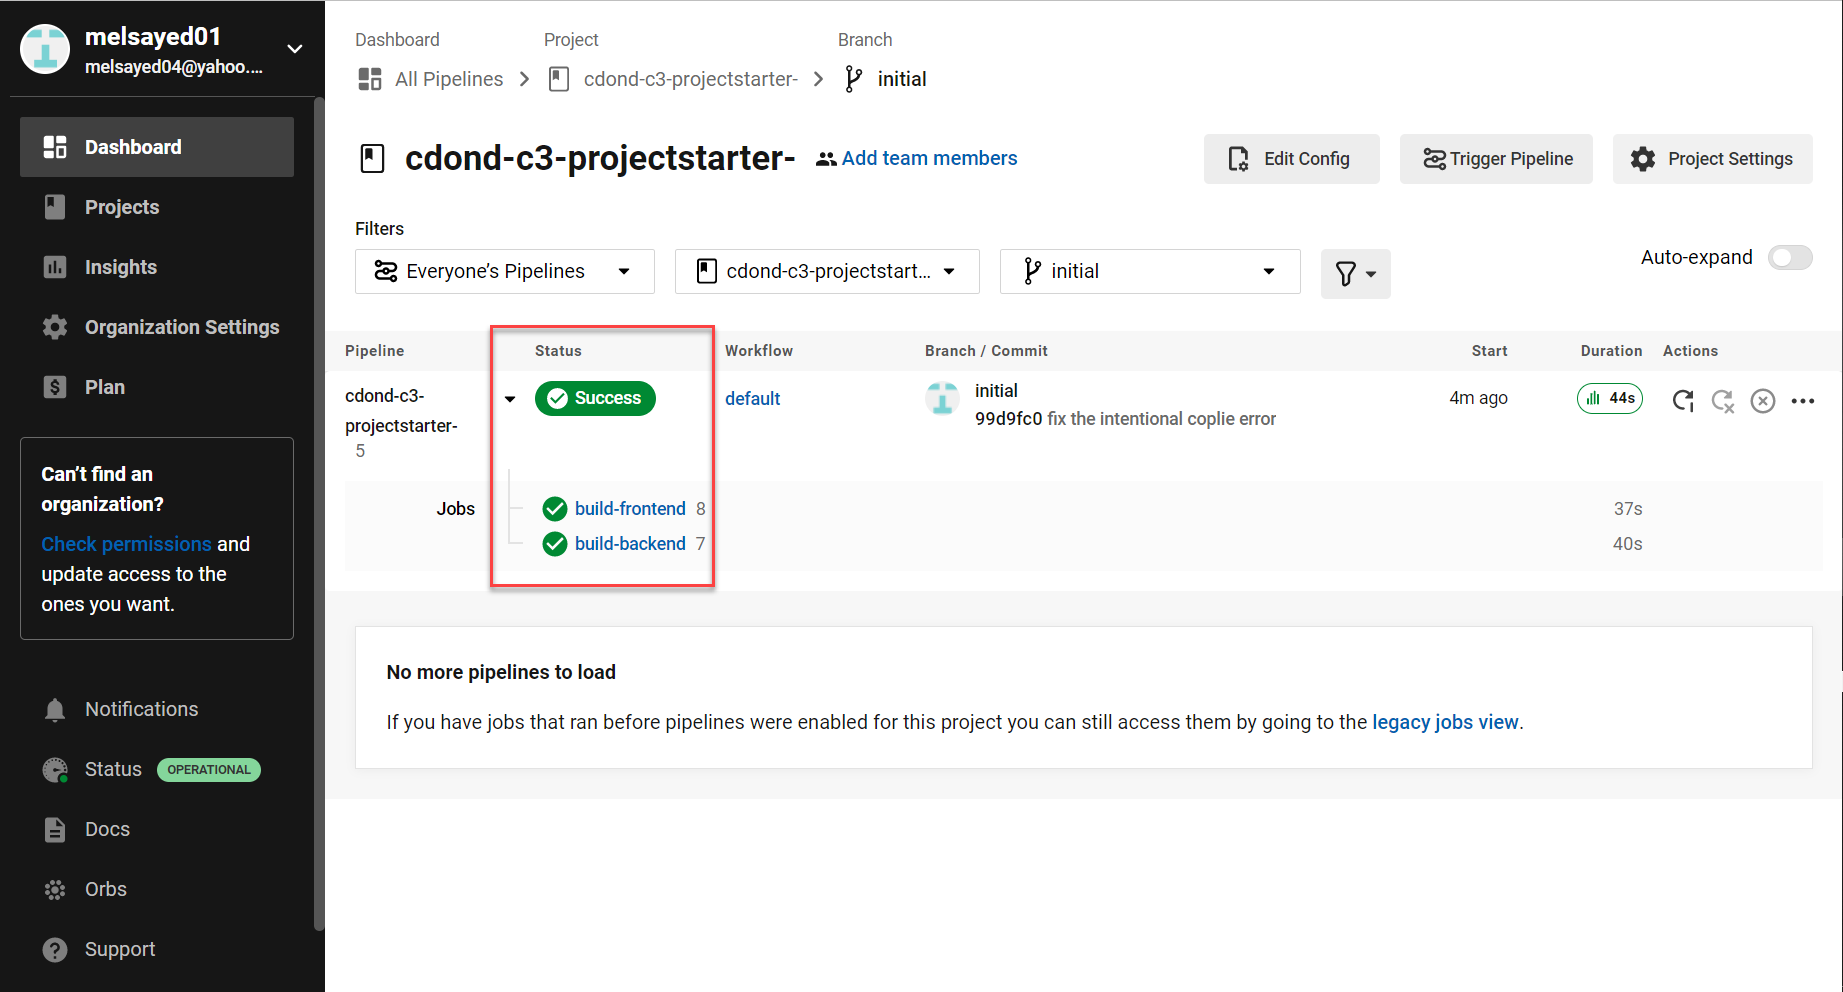 melsayed01
melsayed04@yahoo....
Dashboard
Projects
Insights
Organization Settings
Plan
Can't find an
organization?
Check permissions and
update access to the
ones you want.
Notifications
Status OPERATIONAL
Docs
Orbs
Support
Dashboard Project Branch
All Pipelines cdond-c3-projectstarter- initial
cdond-c3-projectstarter- Add team members Edit Config Trigger Pipeline Project Settings
Filters
Everyone's Pipelines cdond-c3-projectstart... initial Auto-expand
Pipeline Status Workflow Branch / Commit Start Duration Actions
cdond-c3-
projectstarter-
5
Success default
initial
99d9fc0 fix the intentional coplie error
4m ago 44s
Jobs build-frontend 8 37s
build-backend 7 40s
No more pipelines to load
If you have jobs that ran before pipelines were enabled for this project you can still access them by going to the legacy jobs view.